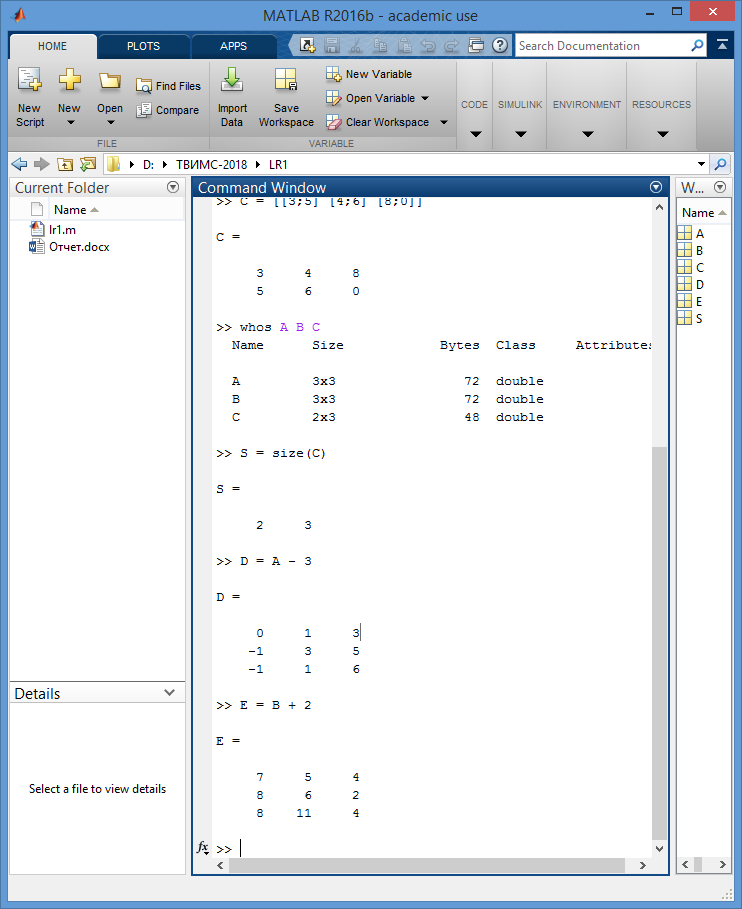 MATLAB R2016b - academic use
HOME PLOTS APPS
Search Documentation
New Script
New
Open
Find Files
Compare
FILE
Import Data
Save Workspace
New Variable
Open Variable
Clear Workspace
VARIABLE
CODE
SIMULINK
ENVIRONMENT
RESOURCES
D: ТВИМС-2018 LR1
Current Folder
Name
lr1.m
Отчет.docx
Details
Select a file to view details
Command Window
>> C = [[3;5] [4;6] [8;0]]
C =
3 4 8
5 6 0
>> whos A B C
Name Size Bytes Class Attributes
A 3x3 72 double
B 3x3 72 double
C 2x3 48 double
>> S = size(C)
S =
2 3
>> D = A - 3
D =
0 1 3
-1 3 5
-1 1 6
>> E = B + 2
E =
7 5 4
8 6 2
8 11 4
fx >>
W...
Name
A
B
C
D
E
S